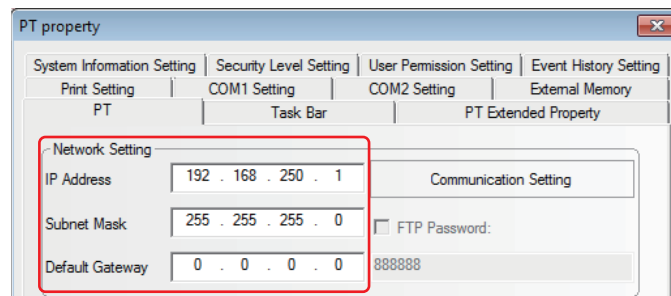 PT property
System Information Setting Security Level Setting User Permission Setting Event History Setting
Print Setting COM1 Setting COM2 Setting External Memory
PT Task Bar PT Extended Property
Network Setting
IP Address 192 . 168 . 250 . 1 Communication Setting
Subnet Mask 255 . 255 . 255 . 0 FTP Password:
Default Gateway 0 . 0 . 0 . 0 888888